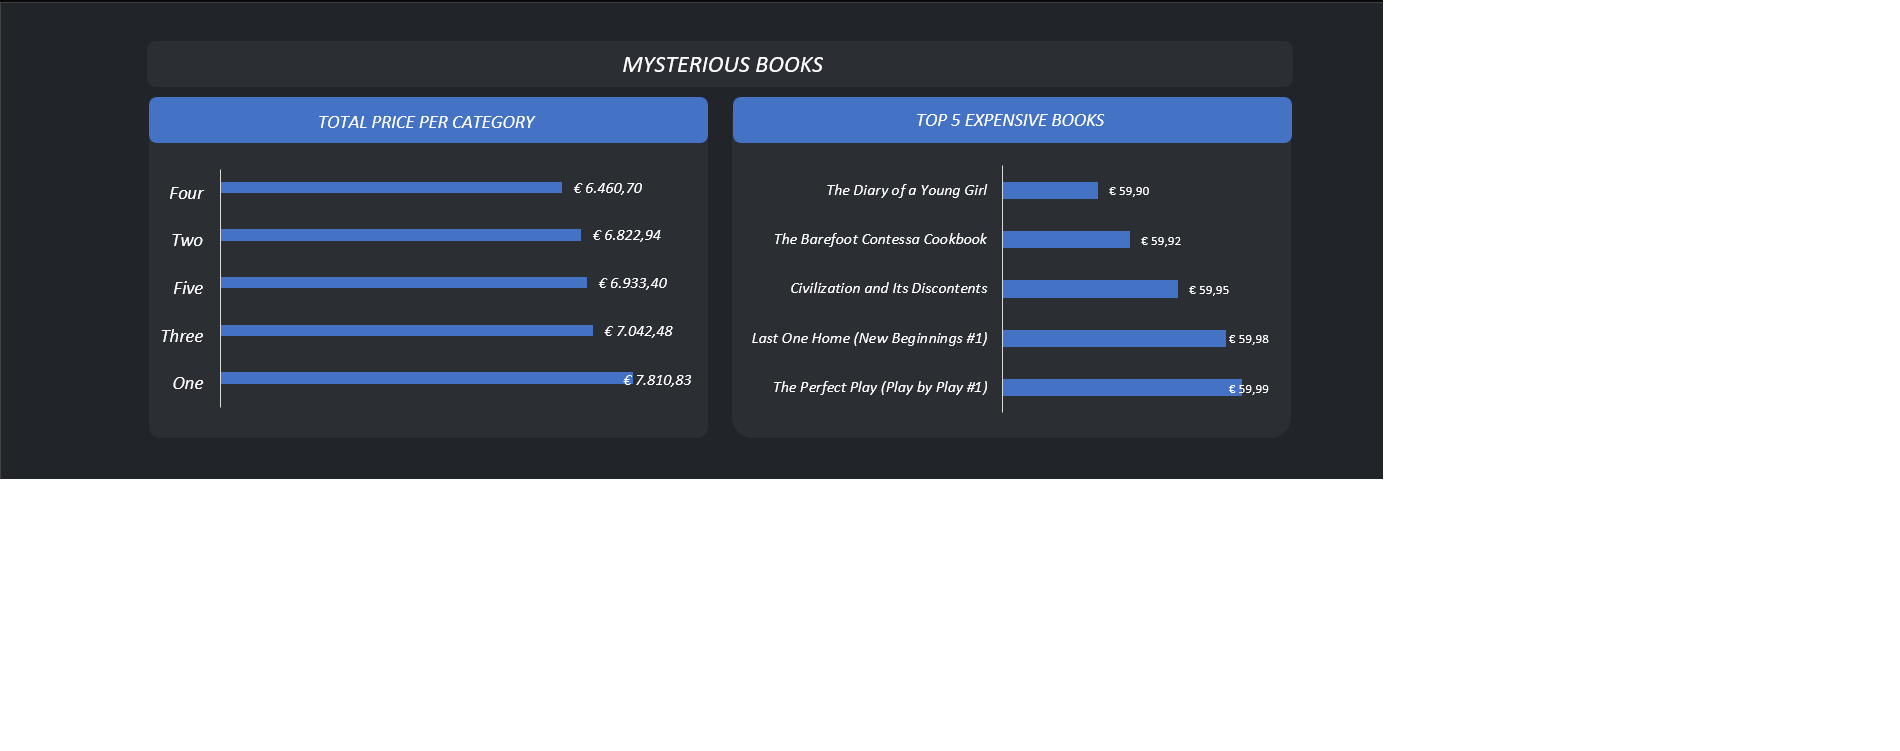 MYSTERIOUS BOOKS
TOTAL PRICE PER CATEGORY
Four € 6.460,70
Two € 6.822,94
Five € 6.933,40
Three € 7.042,48
One € 7.810,83
TOP 5 EXPENSIVE BOOKS
The Diary of a Young Girl € 59,90
The Barefoot Contessa Cookbook € 59,92
Civilization and Its Discontents € 59,95
Last One Home (New Beginnings #1) € 59,98
The Perfect Play (Play by Play #1) € 59,99